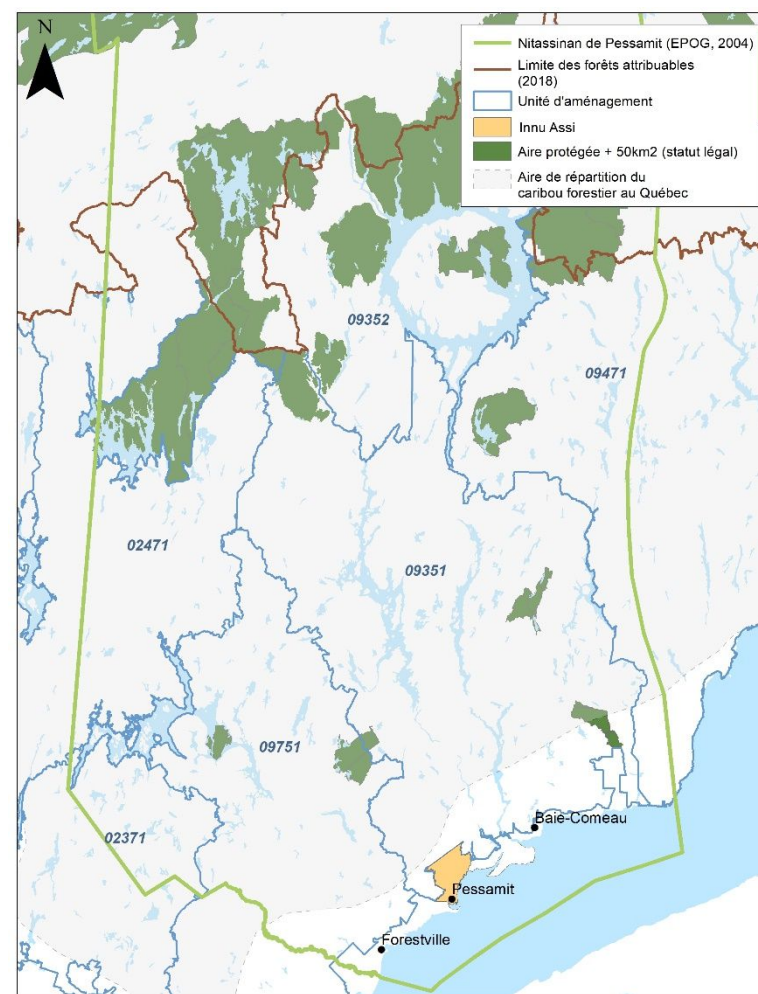 N
Nitassinan de Pessamit (EPOG, 2004)
Limite des forêts attribuables
(2018)
Unité d'aménagement
Innu Assi
Aire protégée + 50km2 (statut légal)
Aire de répartition du
caribou forestier au Québec
09352
09471
02471
09351
09751
02371
Baie-Comeau
Pessamit
Forestville